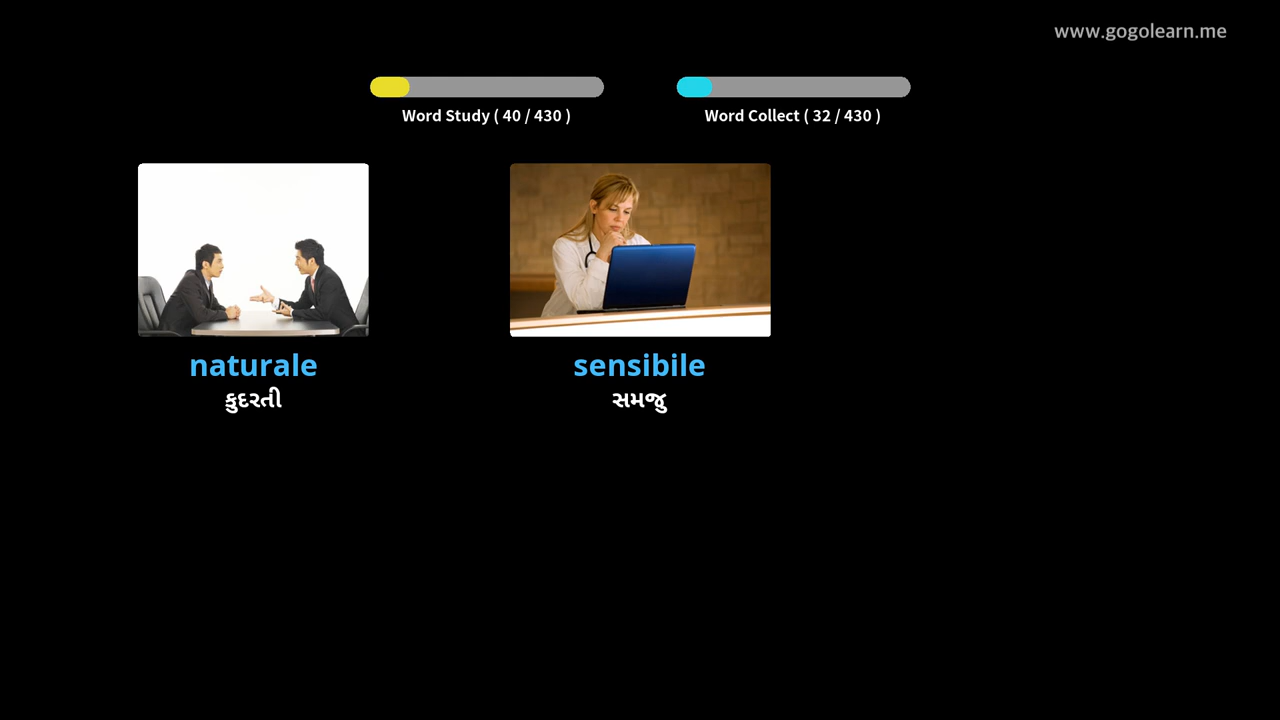 www.gogolearn.me
Word Study ( 40 / 430 )
Word Collect ( 32 / 430 )
naturale
કુદરતી
sensibile
સમજુ